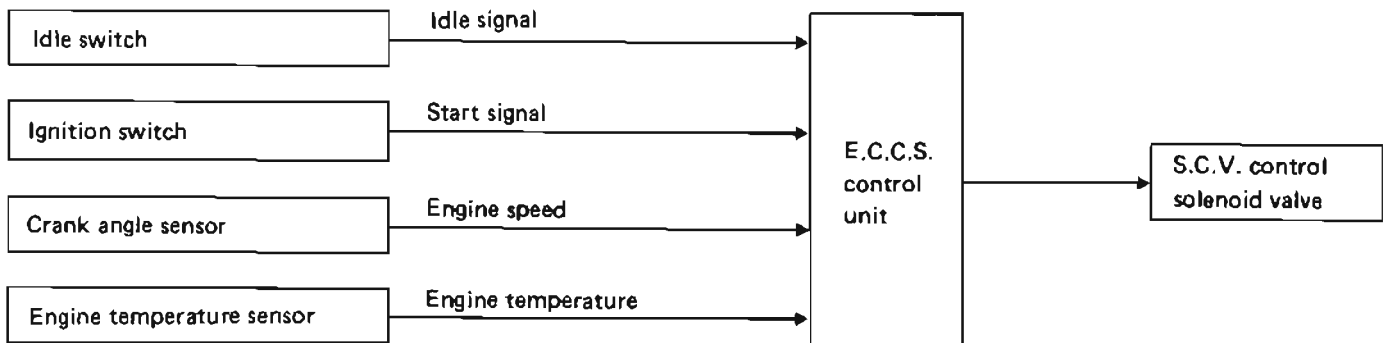 Idle switch
Idle signal
Ignition switch
Start signal
Crank angle sensor
Engine speed
Engine temperature sensor
Engine temperature
E.C.C.S.
control
unit
S.C.V. control
solenoid valve